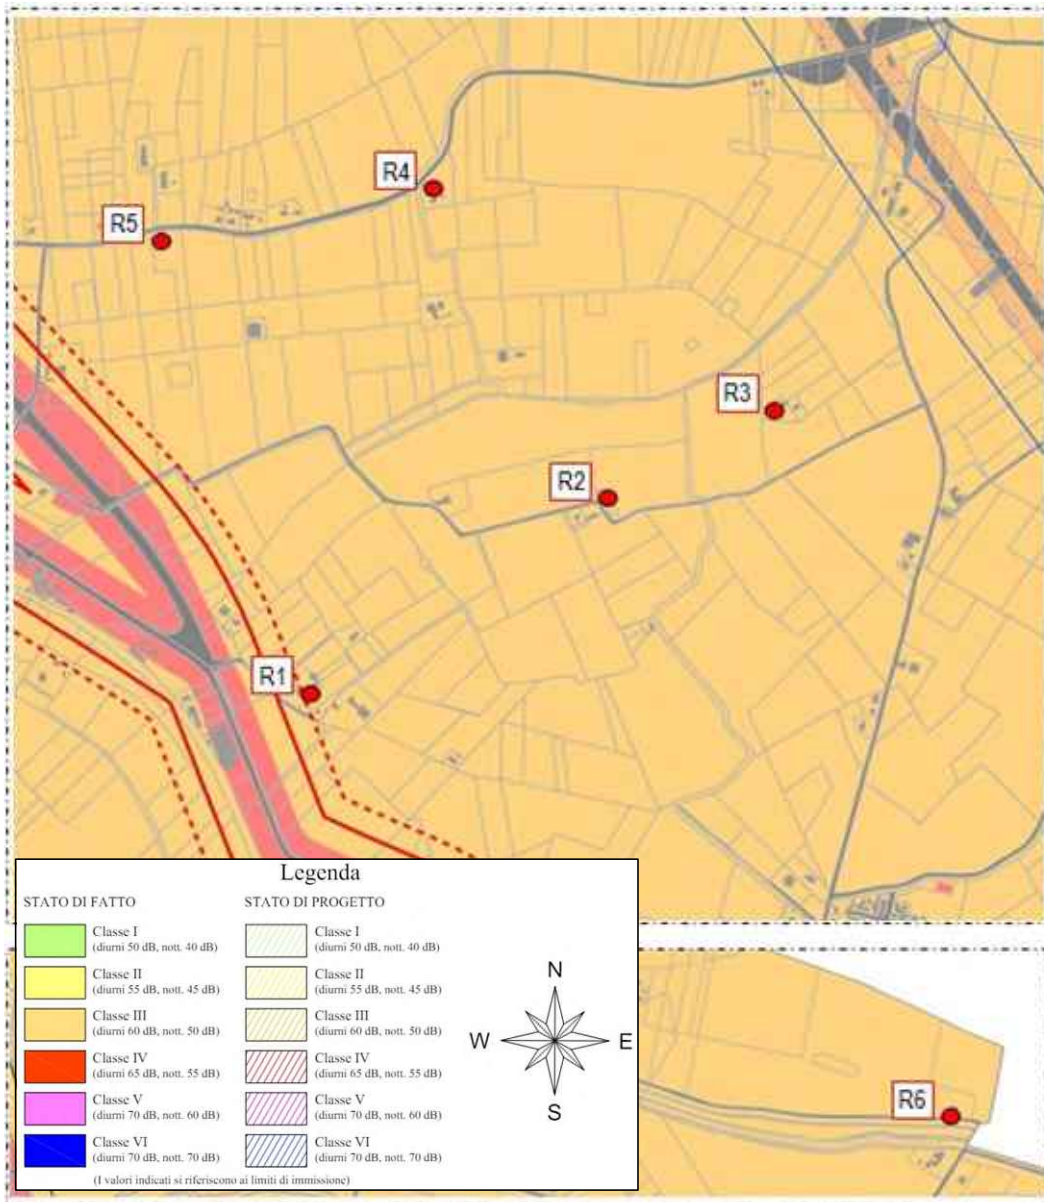 R4
R5
R3
R2
R1
Legenda
STATO DI FATTO
STATO DI PROGETTO
Classe I
(diurni 50 dB, nott. 40 dB)
Classe I
(diurni 50 dB, nott. 40 dB)
Classe II
(diurni 55 dB, nott. 45 dB)
Classe II
(diurni 55 dB, nott. 45 dB)
Classe III
(diurni 60 dB, nott. 50 dB)
Classe III
(diurni 60 dB, nott. 50 dB)
Classe IV
(diurni 65 dB, nott. 55 dB)
Classe IV
(diurni 65 dB, nott. 55 dB)
Classe V
(diurni 70 dB, nott. 60 dB)
Classe V
(diurni 70 dB, nott. 60 dB)
Classe VI
(diurni 70 dB, nott. 70 dB)
Classe VI
(diurni 70 dB, nott. 70 dB)
(I valori indicati si riferiscono ai limiti di immissione)
N
W E
S
R6